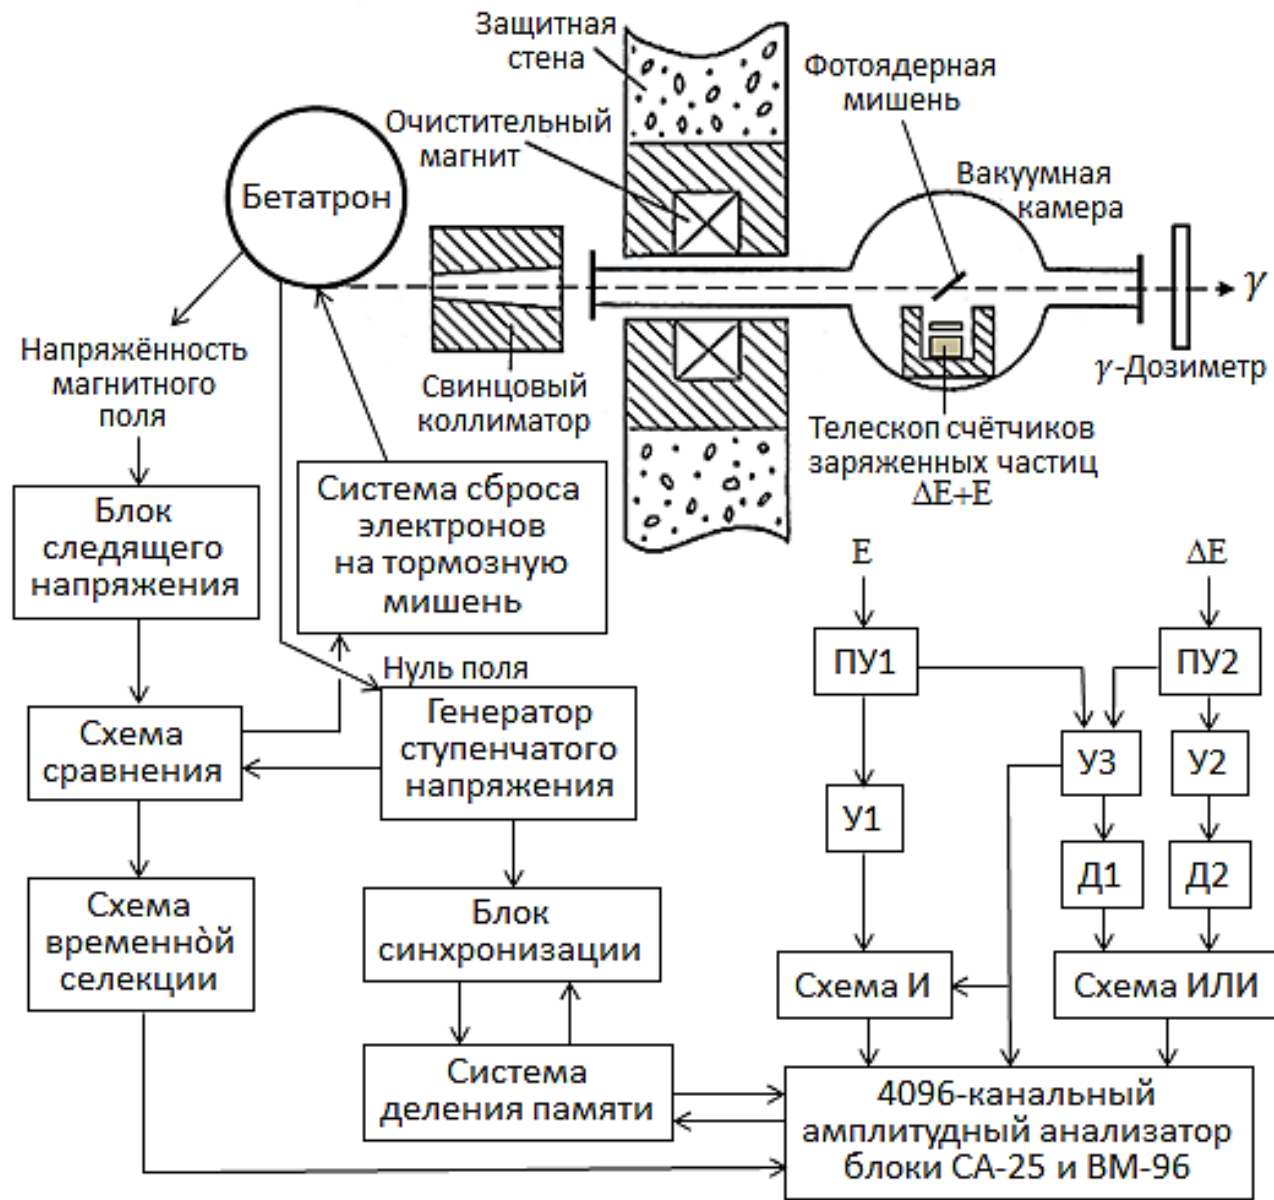 Защитная
стена
Фотоядерная
мишень
Очистительный
магнит
Бетатрон
Вакуумная
камера
γ
Напряжённость
магнитного
поля
Свинцовый
коллиматор
γ-Дозиметр
Телескоп счётчиков
заряженных частиц
ΔE+E
Блок
следящего
напряжения
Система сброса
электронов
на тормозную
мишень
E
ΔE
ПУ1
ПУ2
Нуль поля
Схема
сравнения
Генератор
ступенчатого
напряжения
У3
У2
У1
Д1
Д2
Схема
временно̀й
селекции
Блок
синхронизации
Схема И
Схема ИЛИ
Система
деления памяти
4096-канальный
амплитудный анализатор
блоки СА-25 и ВМ-96